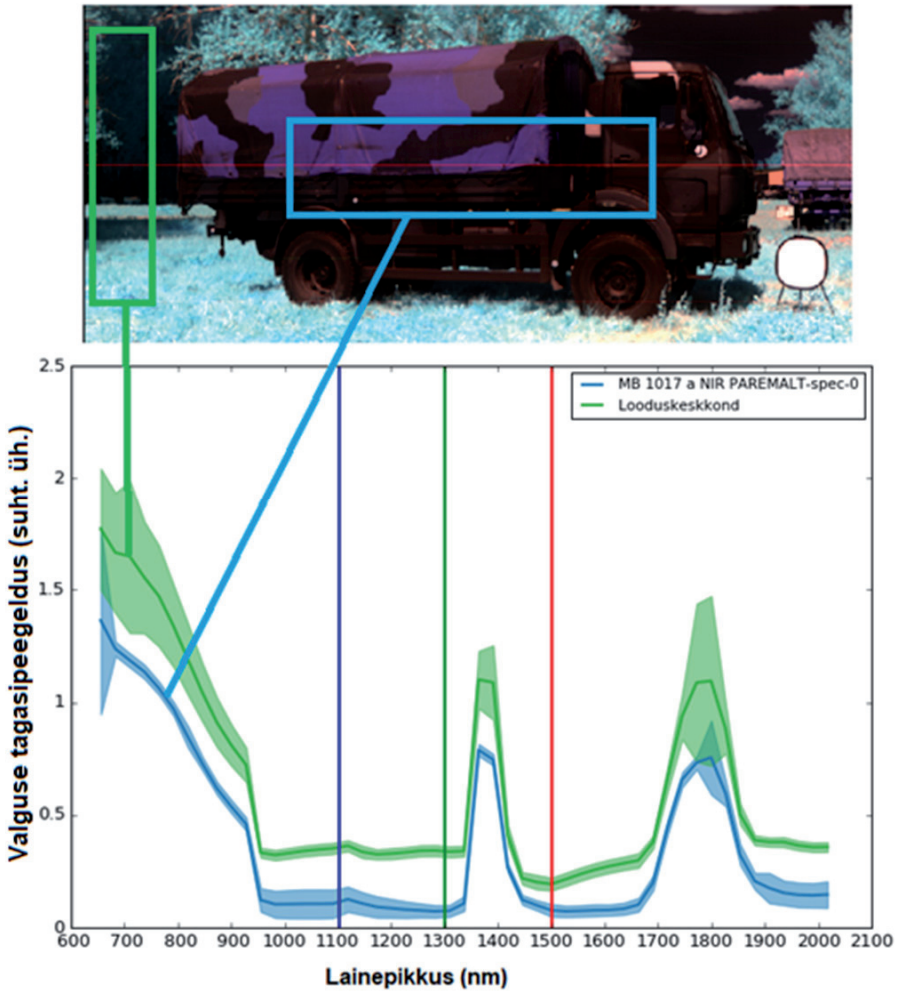 2.5
2
1.5
1
0.5
0
MB 1017 a NIR PAREMALT-spec-0
Looduskeskkond
Valguse tagasipeegeldus (suht. üh.)
600 700 800 900 1000 1100 1200 1300 1400 1500 1600 1700 1800 1900 2000 2100
Lainepikkus (nm)